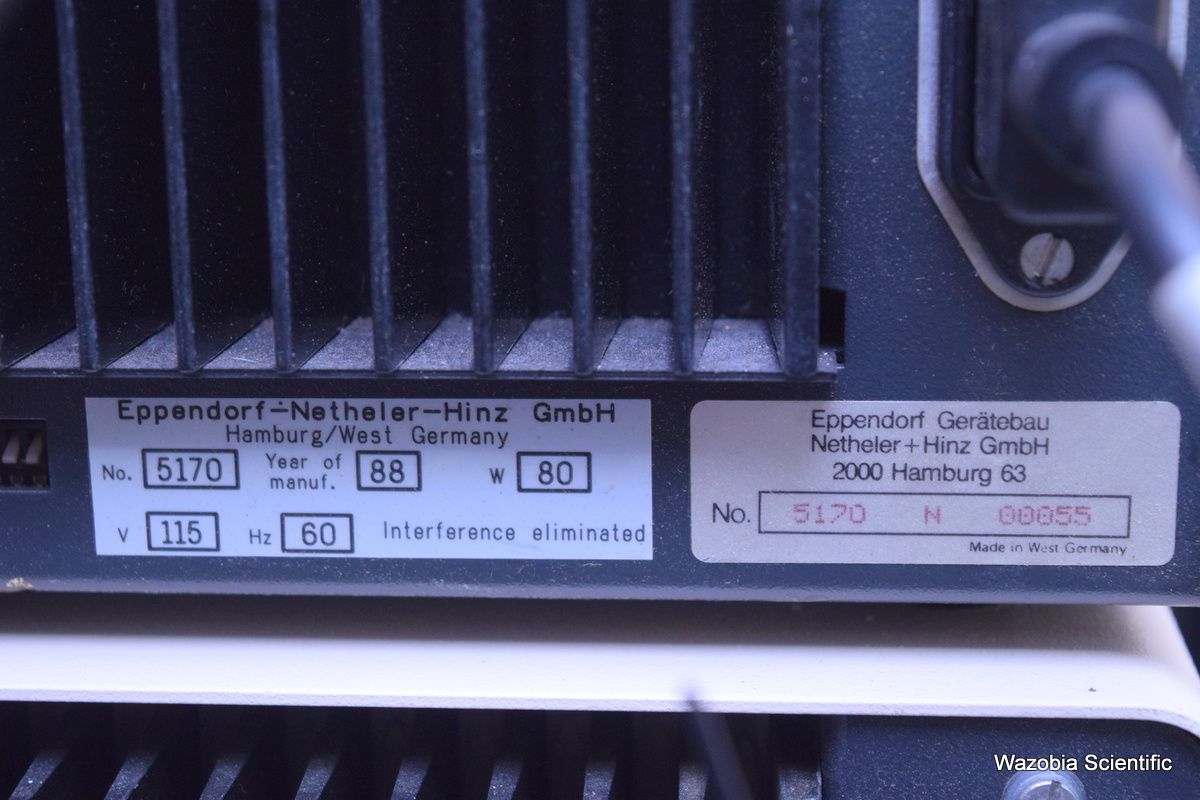 Eppendorf-Netheler-Hinz GmbH
Hamburg/West Germany
No. 5170 Year of manuf. 88 W 80
V 115 Hz 60 Interference eliminated
Eppendorf Gerätebau
Netheler+Hinz GmbH
2000 Hamburg 63
No. 5170 N 00055
Made in West Germany
Wazobia Scientific